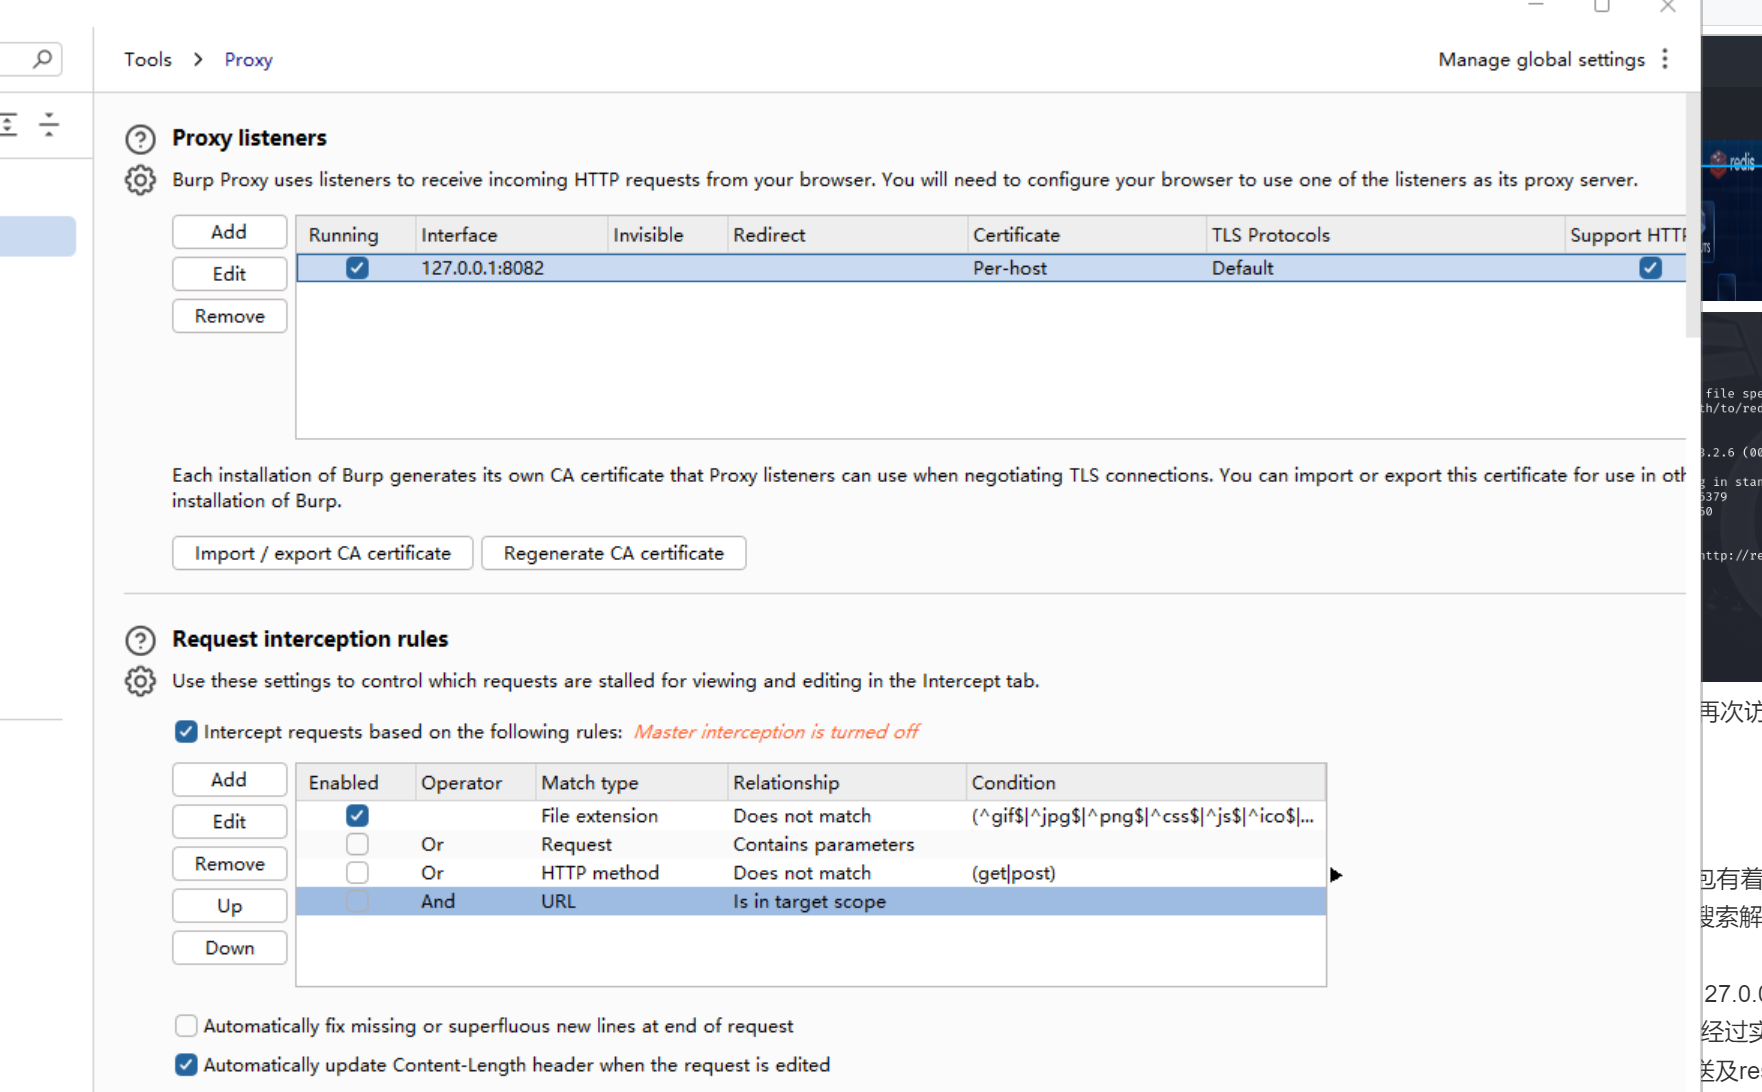 Tools > Proxy
Manage global settings
Proxy listeners
Burp Proxy uses listeners to receive incoming HTTP requests from your browser. You will need to configure your browser to use one of the listeners as its proxy server.
Add
Edit
Remove
Running Interface Invisible Redirect Certificate TLS Protocols Support HTTP
127.0.0.1:8082 Per-host Default
Each installation of Burp generates its own CA certificate that Proxy listeners can use when negotiating TLS connections. You can import or export this certificate for use in oth
installation of Burp.
Import / export CA certificate
Regenerate CA certificate
Request interception rules
Use these settings to control which requests are stalled for viewing and editing in the Intercept tab.
Intercept requests based on the following rules: Master interception is turned off
Add
Edit
Remove
Up
Down
Enabled Operator Match type Relationship Condition
File extension Does not match (^gif$|^jpg$|^png$|^css$|^js$|^ico$|...
Or Request Contains parameters
Or HTTP method Does not match (get|post)
And URL Is in target scope
Automatically fix missing or superfluous new lines at end of request
Automatically update Content-Length header when the request is edited
redis
file spe
th/to/red
3.2.6 (00
in stan
6379
http://re
再次访
包有着
搜索解
27.0.0
经过实
送及re